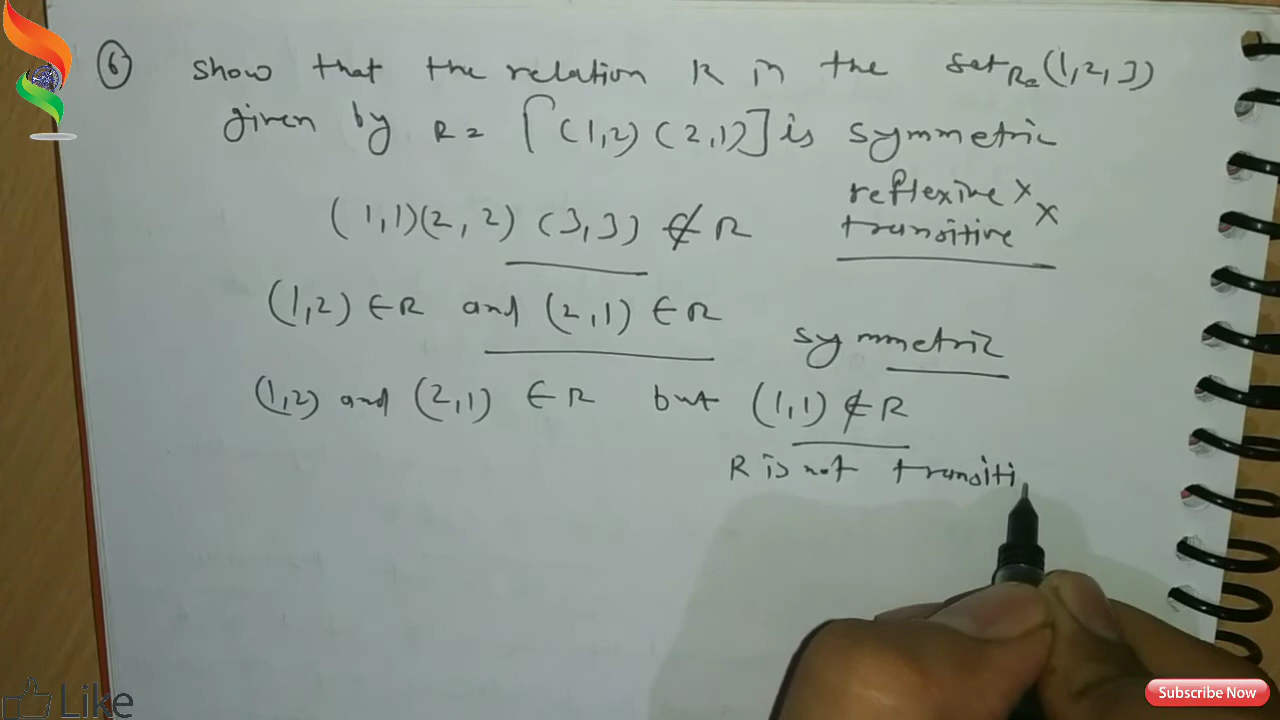 6 show that the relation R in the set R= (1,2,3)
given by R= [(1,2) (2,1)] is symmetric
reflexive x
(1,1)(2,2) (3,3) ∉ R transitive x
(1,2) ∈ R and (2,1) ∈ R
symmetric
(1,2) and (2,1) ∈ R but (1,1) ∉ R
R is not transiti
Like
Subscribe Now